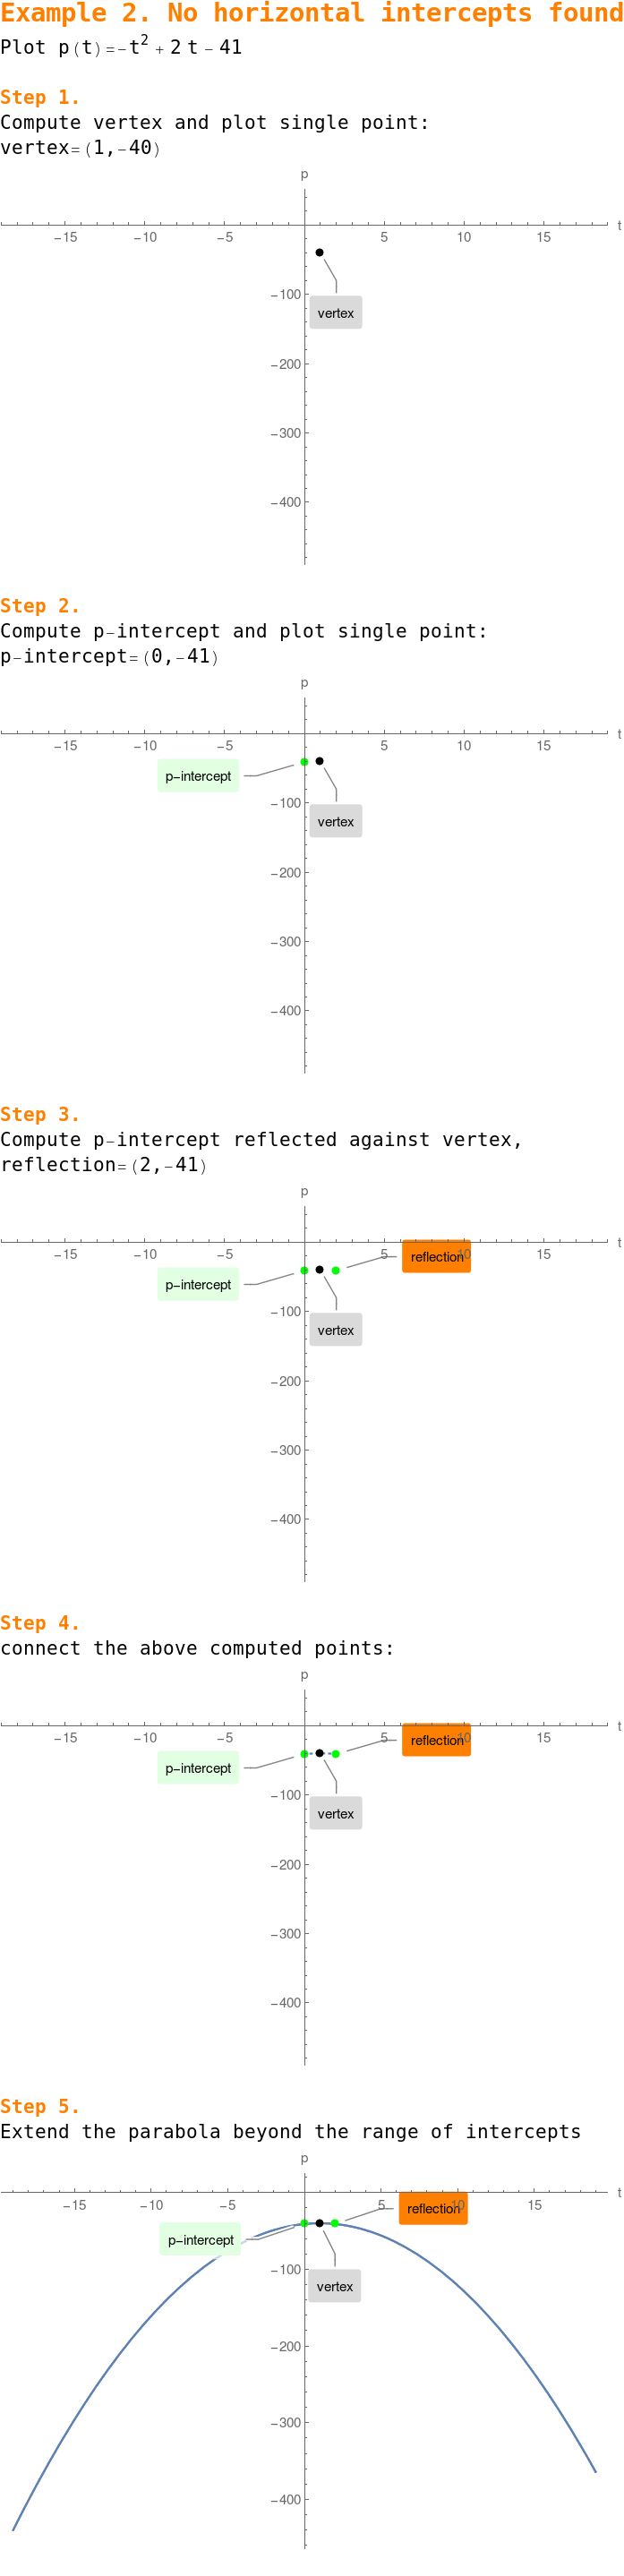 Example 2. No horizontal intercepts found
Plot p(t)=-t² + 2 t - 41
Step 1.
Compute vertex and plot single point:
vertex=(1,-40)
p
t
-15 -10 -5 5 10 15
vertex
-100
-200
-300
-400
Step 2.
Compute p-intercept and plot single point:
p-intercept=(0,-41)
p
t
-15 -10 -5 5 10 15
p-intercept
-100
vertex
-200
-300
-400
Step 3.
Compute p-intercept reflected against vertex,
reflection=(2,-41)
p
t
-15 -10 -5 5 10 15
reflection
p-intercept
-100
vertex
-200
-300
-400
Step 4.
connect the above computed points:
p
t
-15 -10 -5 5 10 15
reflection
p-intercept
-100
vertex
-200
-300
-400
Step 5.
Extend the parabola beyond the range of intercepts
p
t
-15 -10 -5 5 10 15
reflection
p-intercept
-100
vertex
-200
-300
-400